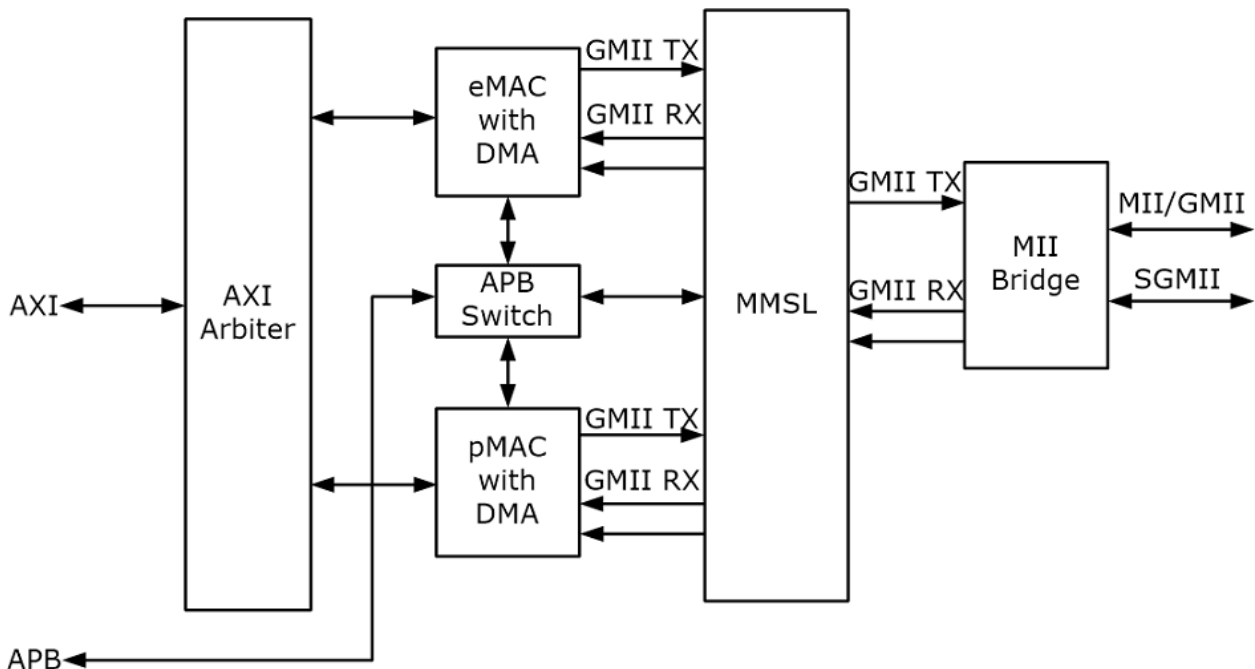 AXI
APB
AXI
Arbiter
eMAC
with
DMA
GMII TX
GMII RX
APB
Switch
pMAC
with
DMA
GMII TX
GMII RX
MMSL
GMII TX
GMII RX
MII
Bridge
MII/GMII
SGMII